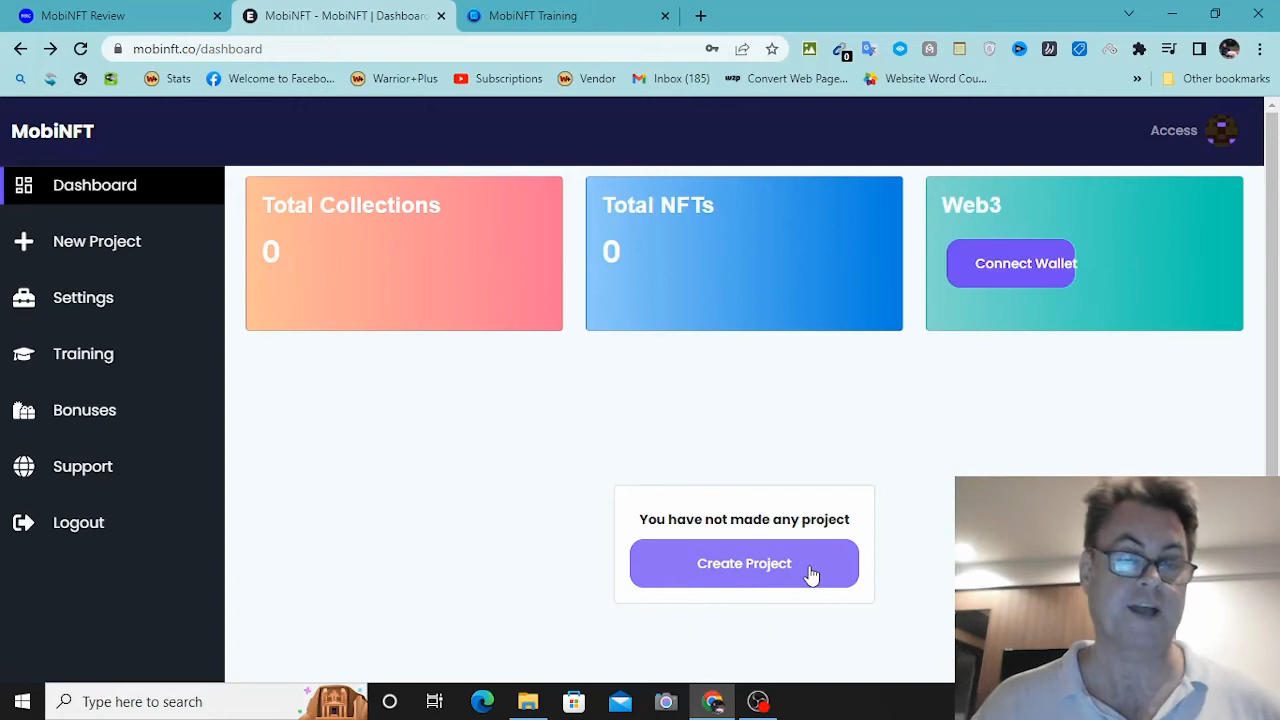 MobiNFT Review
MobiNFT - MobiNFT | Dashboar
MobiNFT Training
mobinft.co/dashboard
0
Stats
Welcome to Facebo...
Warrior+Plus
Subscriptions
Vendor
Inbox (185)
wzp
Convert Web Page...
Website Word Cou...
Other bookmarks
MobiNFT
Access
Dashboard
New Project
Settings
Training
Bonuses
Support
Logout
Total Collections
0
Total NFTs
0
Web3
Connect Wallet
You have not made any project
Create Project
Type here to search